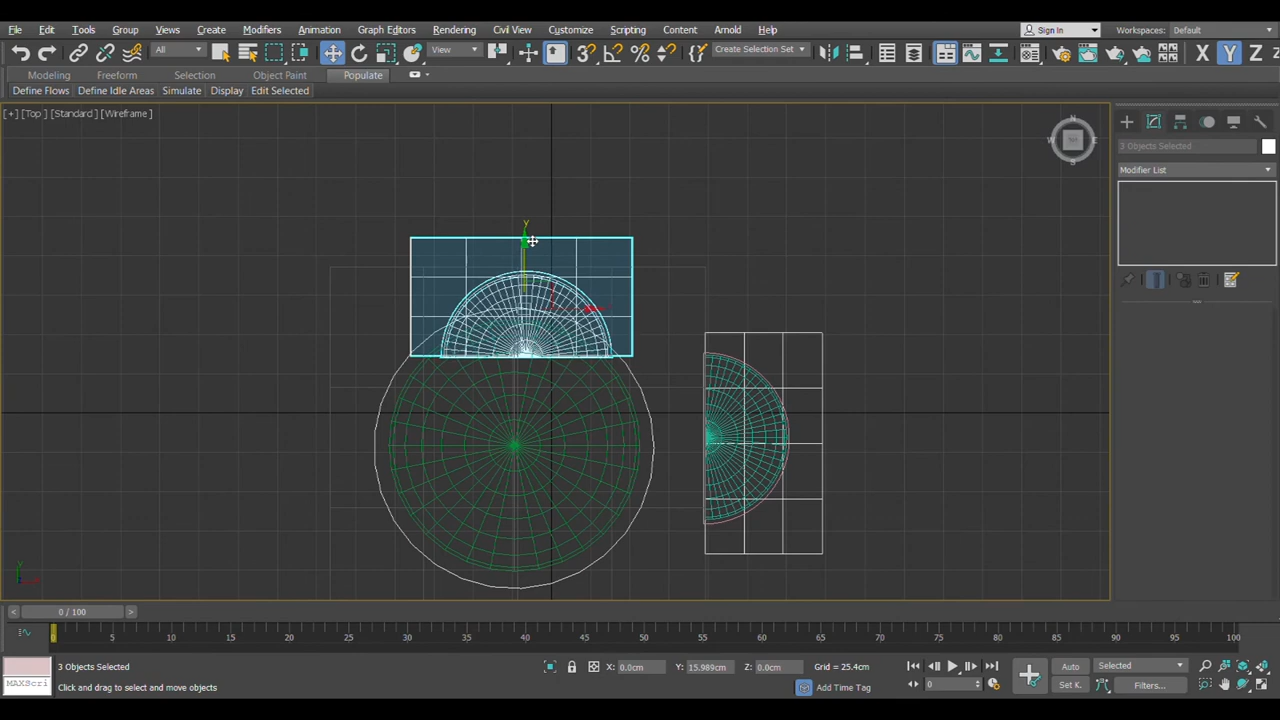 File Edit Tools Group Views Create Modifiers Animation Graph Editors Rendering Civil View Customize Scripting Content Arnold Help Sign In Workspaces: Default
All View Create Selection Set X Y Z
Modeling Freeform Selection Object Paint Populate
Define Flows Define Idle Areas Simulate Display Edit Selected
[+] [Top ] [Standard ] [Wireframe ]
N
W E
S
3 Objects Selected
Modifier List
Y
0 / 100
0 5 10 15 20 25 30 35 40 45 50 55 60 65 70 75 80 85 90 95 100
3 Objects Selected X: 0.0cm Y: 15.989cm Z: 0.0cm Grid = 25.4cm Auto Selected
MAXScri Click and drag to select and move objects Add Time Tag 0 Set K. Filters...